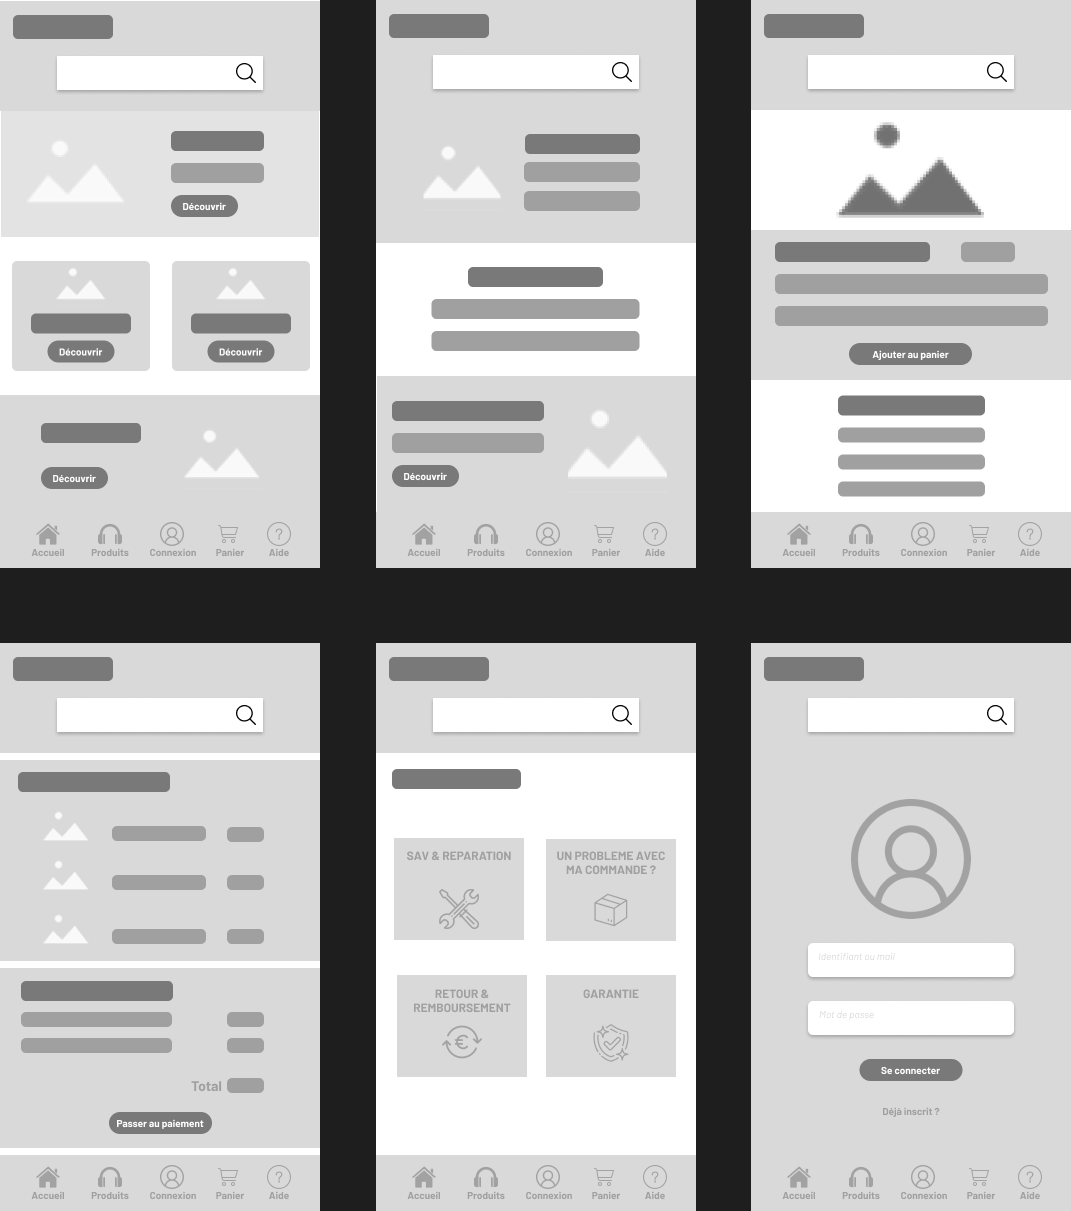 Découvrir
Découvrir
Découvrir
Découvrir
Accueil Produits Connexion Panier Aide
Découvrir
Accueil Produits Connexion Panier Aide
Ajouter au panier
Accueil Produits Connexion Panier Aide
Total
Passer au paiement
Accueil Produits Connexion Panier Aide
SAV & REPARATION
UN PROBLEME AVEC
MA COMMANDE ?
RETOUR &
REMBOURSEMENT
GARANTIE
Accueil Produits Connexion Panier Aide
Identifiant ou mail
Mot de passe
Se connecter
Déjà inscrit ?
Accueil Produits Connexion Panier Aide